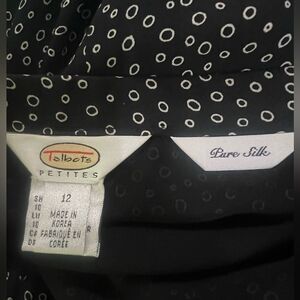 Talbots
PETITES
Pure Silk
12
MADE IN
KOREA
FABRIQUÉ EN
CORÉE